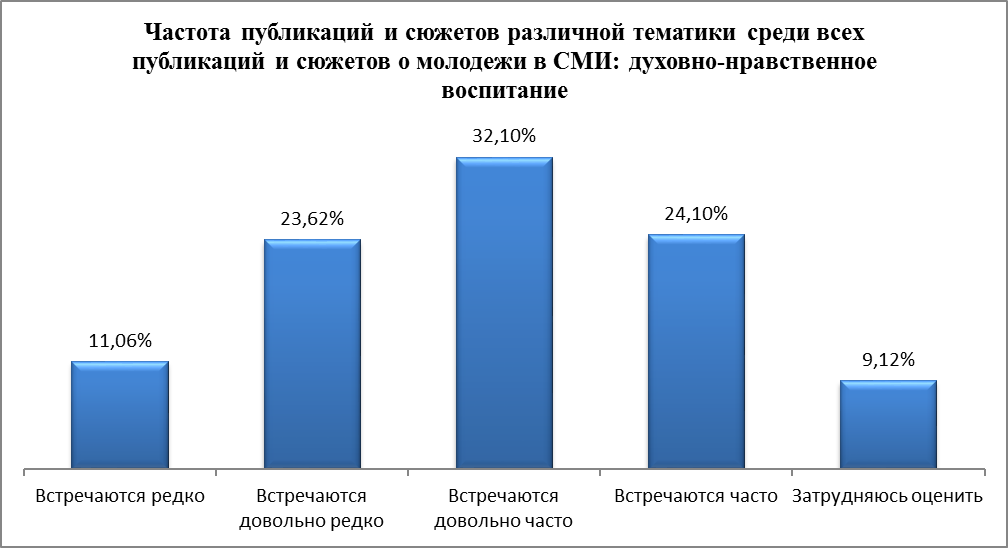 Частота публикаций и сюжетов различной тематики среди всех
публикаций и сюжетов о молодежи в СМИ: духовно-нравственное
воспитание
32,10%
24,10%
23,62%
11,06%
9,12%
Встречаются редко
Встречаются
довольно редко
Встречаются
довольно часто
Встречаются часто
Затрудняюсь оценить